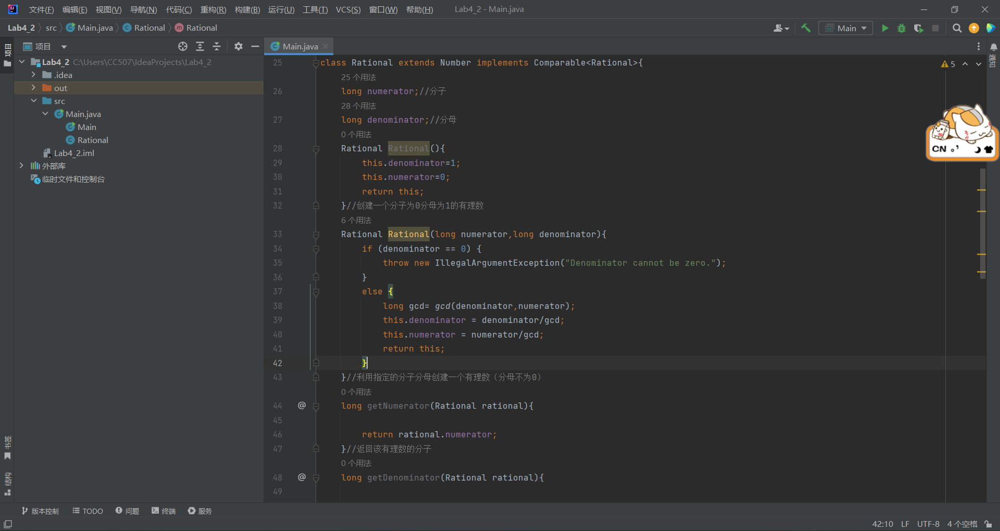 文件(F) 编辑(E) 视图(V) 导航(N) 代码(C) 重构(R) 构建(B) 运行(U) 工具(T) VCS(S) 窗口(W) 帮助(H) Lab4_2 - Main.java
Lab4_2 src Main.java Rational Rational
Main
项目
项目
Main.java
Lab4_2 C:\Users\CC507\IdeaProjects\Lab4_2
.idea
out
src
Main.java
Main
Rational
Lab4_2.iml
外部库
临时文件和控制台
25 class Rational extends Number implements Comparable<Rational>{
25 个用法
26 long numerator;//分子
28 个用法
27 long denominator;//分母
0 个用法
28 Rational Rational(){
29 this.denominator=1;
30 this.numerator=0;
31 return this;
32 }//创建一个分子为0分母为1的有理数
6 个用法
33 Rational Rational(long numerator,long denominator){
34 if (denominator == 0) {
35 throw new IllegalArgumentException("Denominator cannot be zero.");
36 }
37 else {
38 long gcd= gcd(denominator,numerator);
39 this.denominator = denominator/gcd;
40 this.numerator = numerator/gcd;
41 return this;
42 }
43 }//利用指定的分子分母创建一个有理数（分母不为0）
0 个用法
44 @ long getNumerator(Rational rational){
45
46 return rational.numerator;
47 }//返回该有理数的分子
0 个用法
48 @ long getDenominator(Rational rational){
49
5
通知
CN 。’
书签
结构
版本控制 TODO 问题 终端 服务
42:10 LF UTF-8 4 个空格